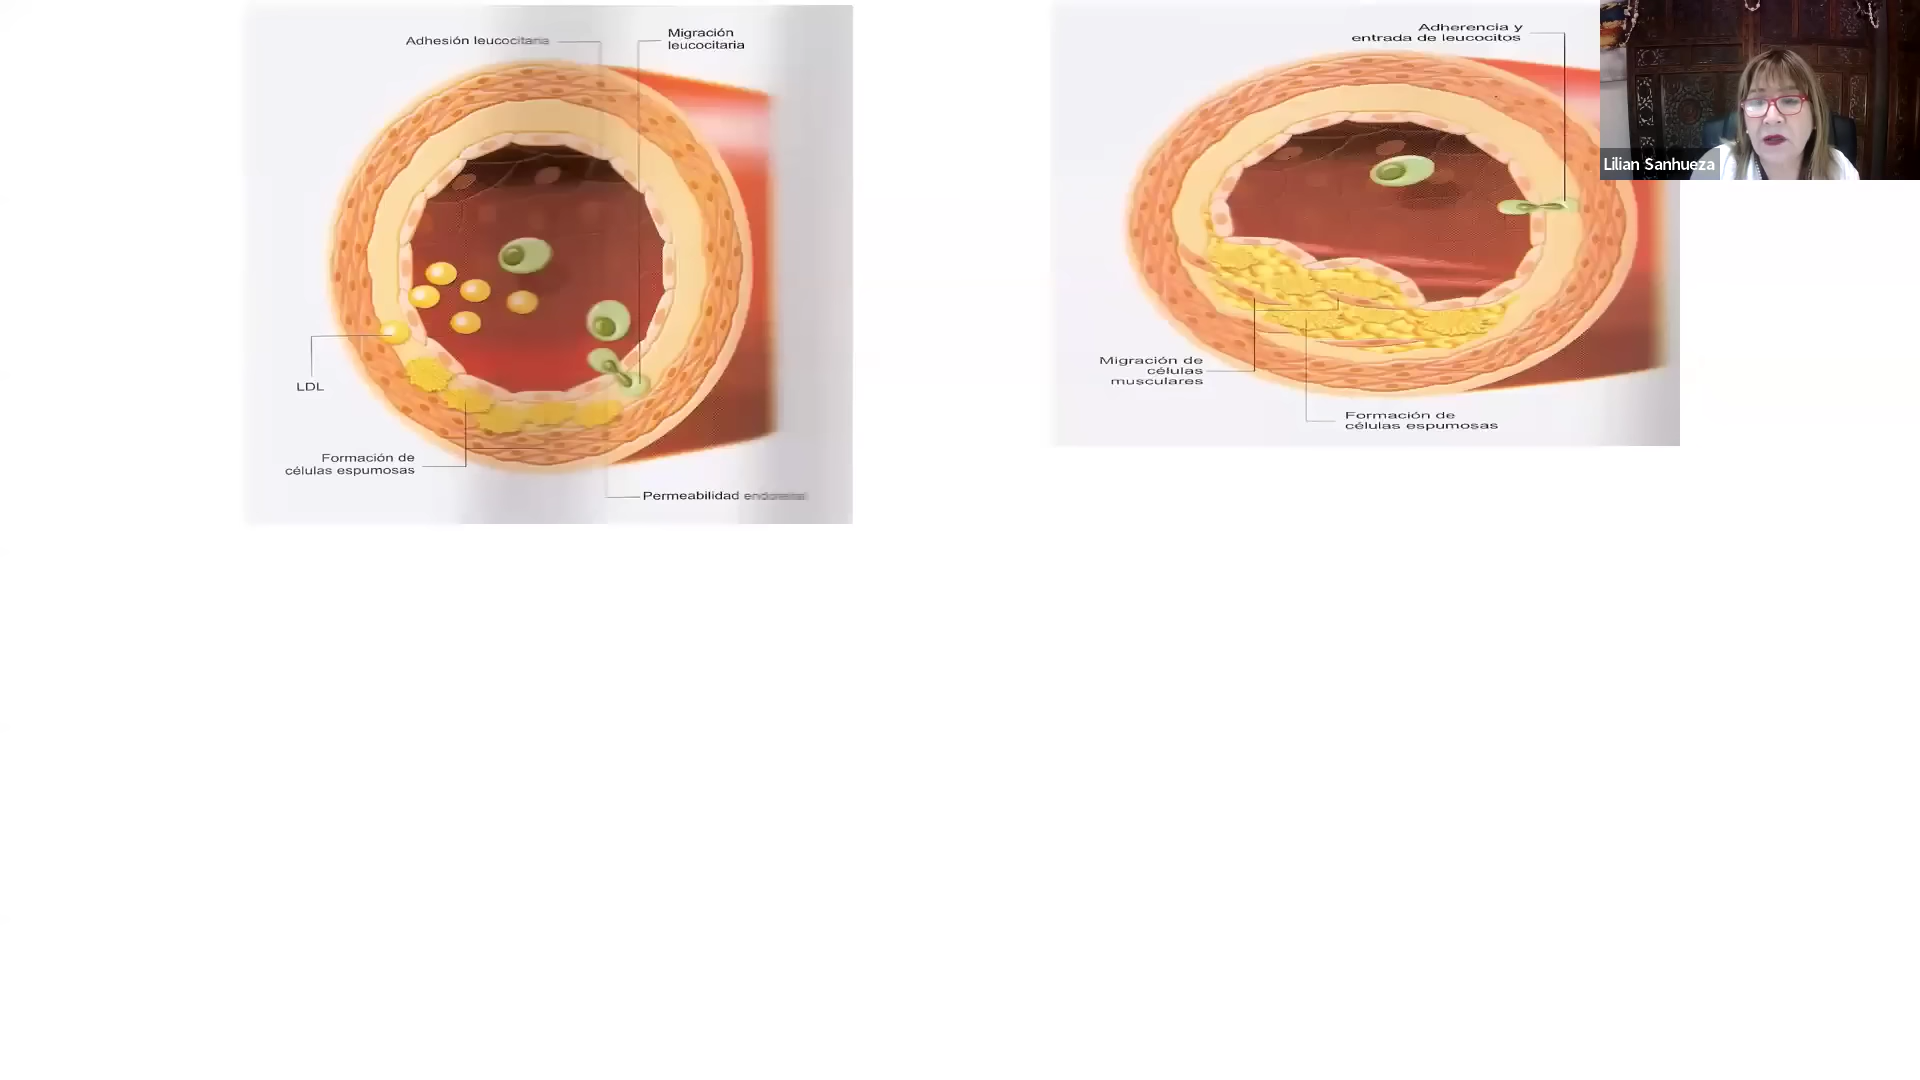 Adhesión leucocitaria
Migración
leucocitaria
LDL
Formación de
células espumosas
Permeabilidad
Adherencia y
entrada de leucocitos
Migración de
células
musculares
Formación de
células espumosas
Lilian Sanhueza